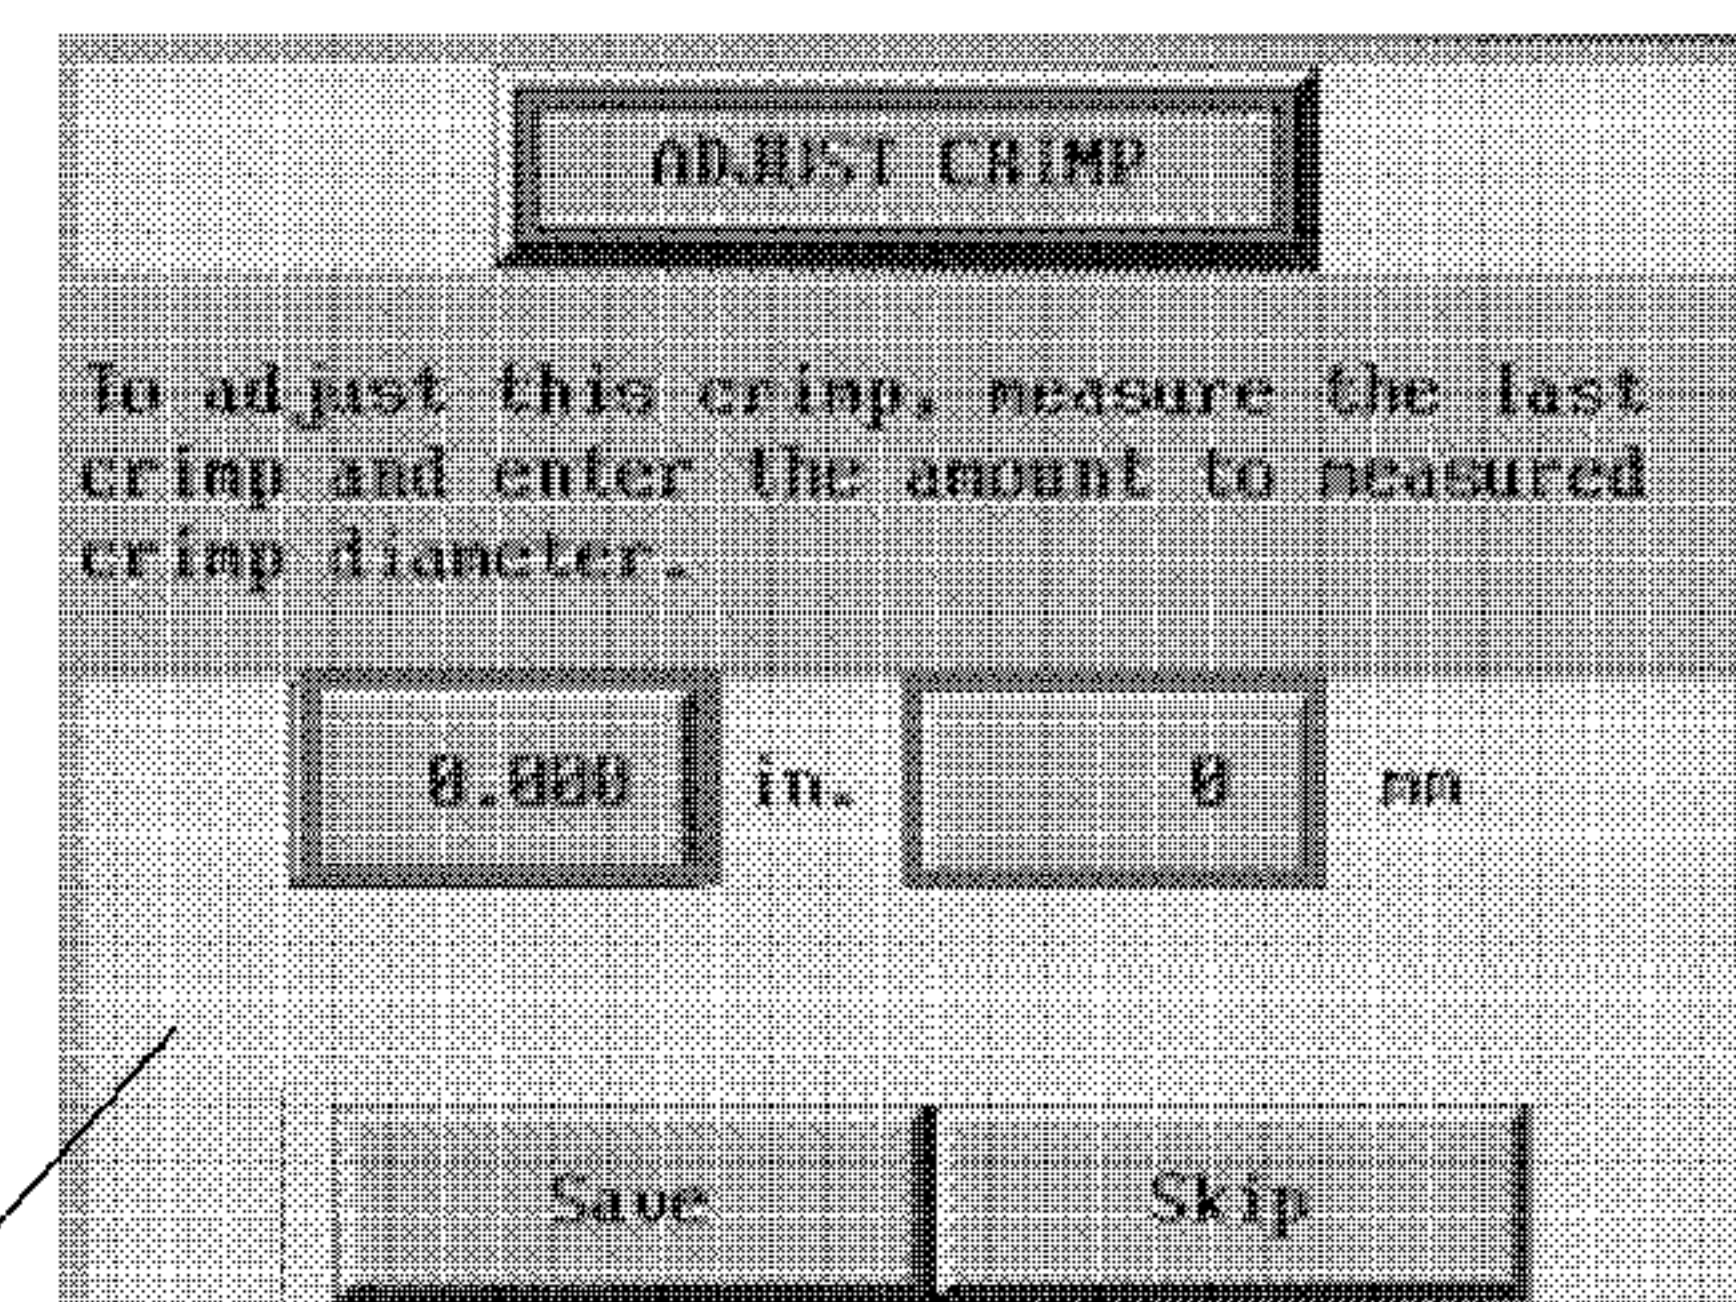 ADJUST CRIMP
To adjust this crimp, measure the last
crimp and enter the amount to measured
crimp diameter.
0.000 in. 0 mm
Save Skip